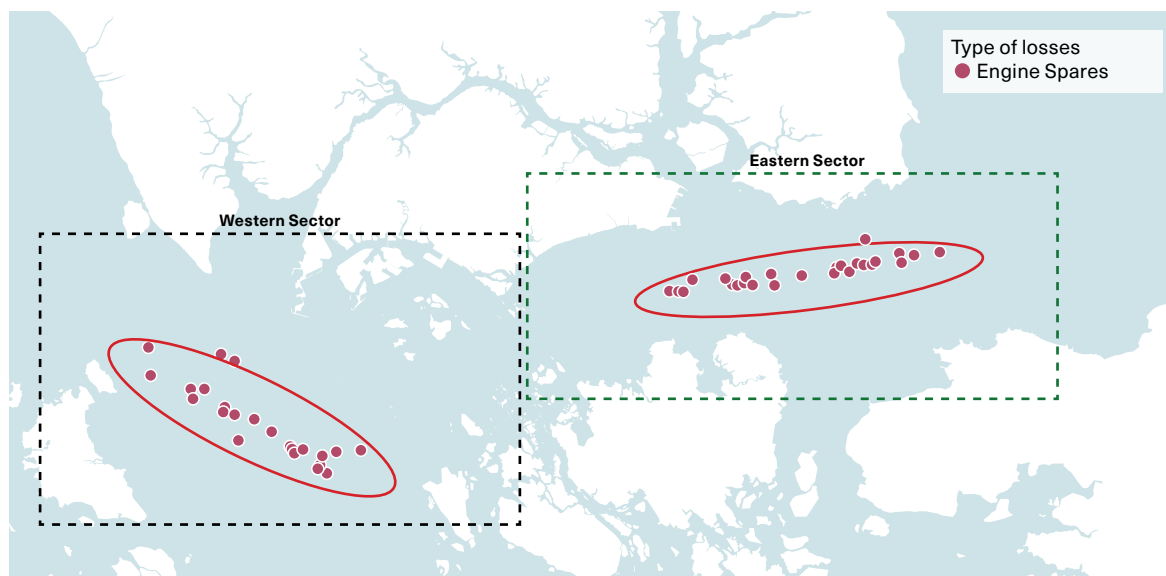 Type of losses
Engine Spares
Eastern Sector
Western Sector